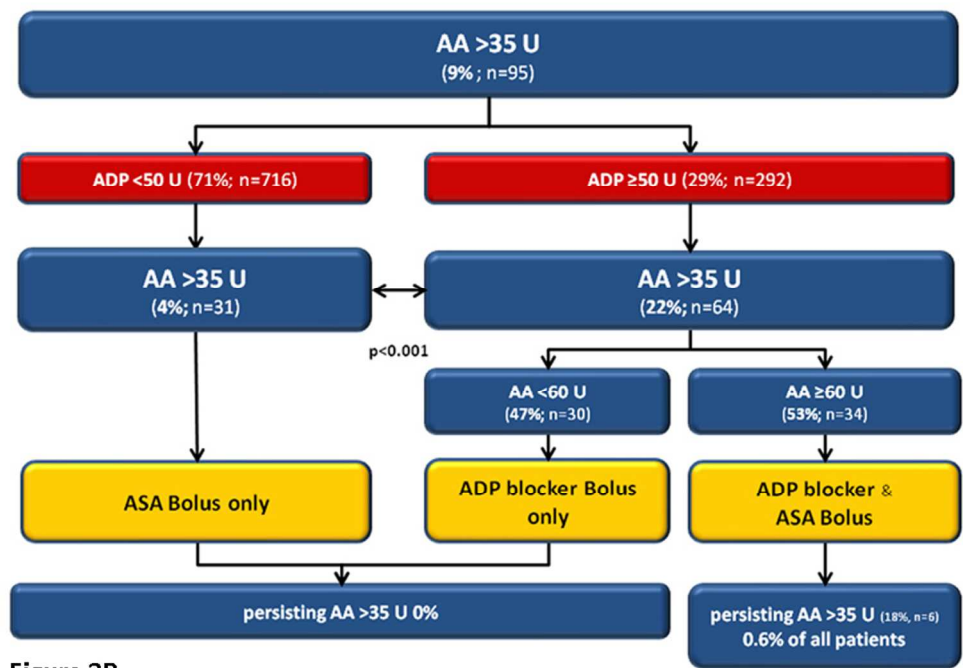 AA >35 U
(9% ; n=95)
ADP <50 U (71%; n=716)
ADP ≥50 U (29%; n=292)
AA >35 U
(4%; n=31)
AA >35 U
(22%; n=64)
p<0.001
AA <60 U
(47%; n=30)
AA ≥60 U
(53%; n=34)
ASA Bolus only
ADP blocker Bolus
only
ADP blocker &
ASA Bolus
persisting AA >35 U 0%
persisting AA >35 U (18%, n=6)
0.6% of all patients